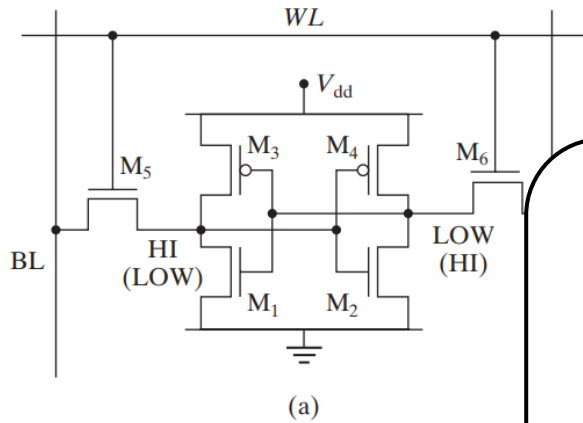 WL
V_dd
M_3 M_4
M_5 M_6
BL
HI
(LOW)
LOW
(HI)
M_1 M_2
(a)